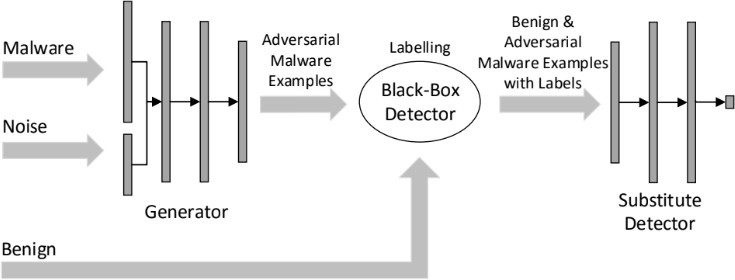 Malware
Noise
Benign
Generator
Adversarial
Malware
Examples
Labelling
Black-Box
Detector
Benign &
Adversarial
Malware Examples
with Labels
Substitute
Detector